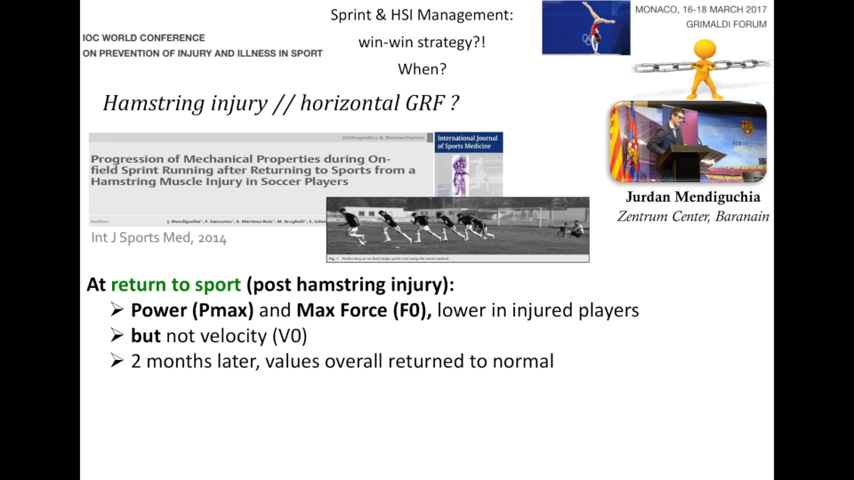 Sprint & HSI Management:
win-win strategy?!
When?
IOC WORLD CONFERENCE
ON PREVENTION OF INJURY AND ILLNESS IN SPORT
MONACO, 16-18 MARCH 2017
GRIMALDI FORUM
Hamstring injury // horizontal GRF ?
Orthopedics & Biomechanics
International Journal
of Sports Medicine
Progression of Mechanical Properties during On-
field Sprint Running after Returning to Sports from a
Hamstring Muscle Injury in Soccer Players
Authors
J. Mendiguchia
Int J Sports Med, 2014
Jurdan Mendiguchia
Zentrum Center, Baranain
At return to sport (post hamstring injury):
➢ Power (Pmax) and Max Force (F0), lower in injured players
➢ but not velocity (V0)
➢ 2 months later, values overall returned to normal